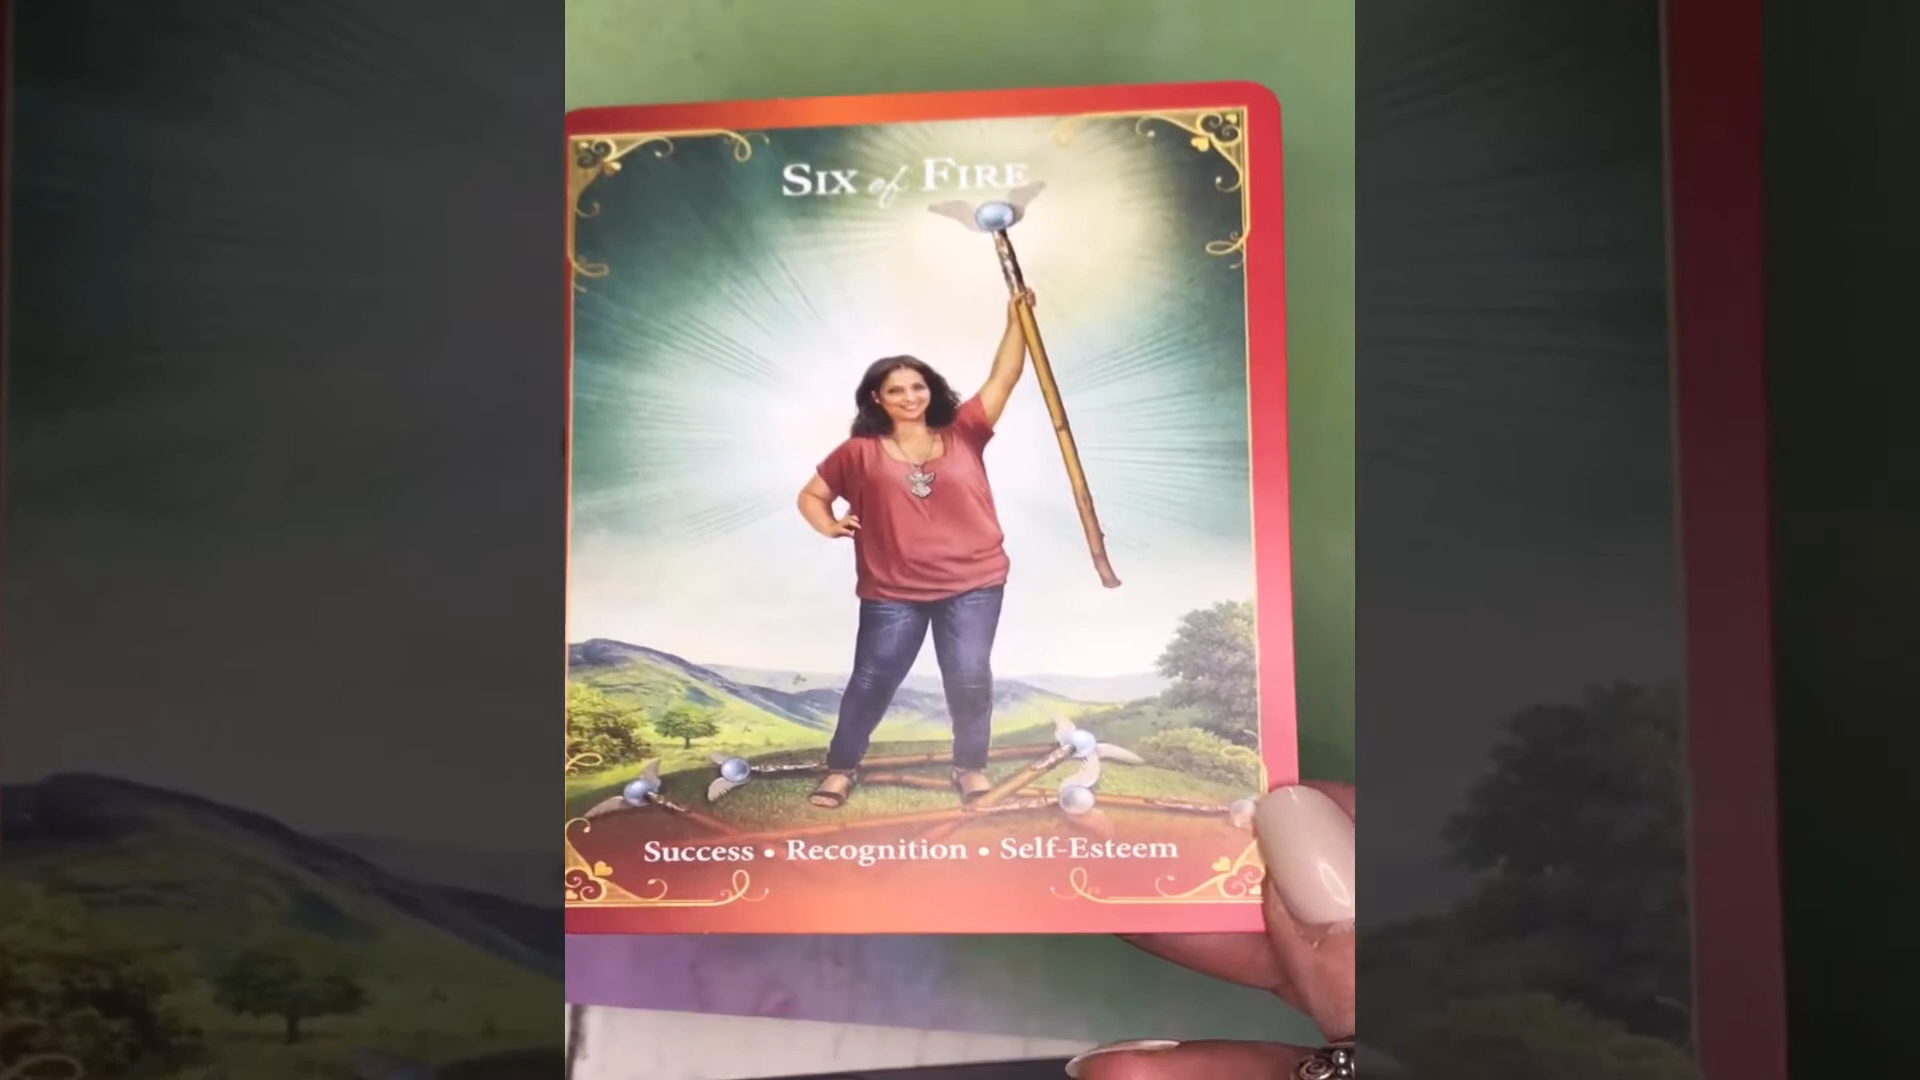 Six of Fire
Success • Recognition • Self-Esteem